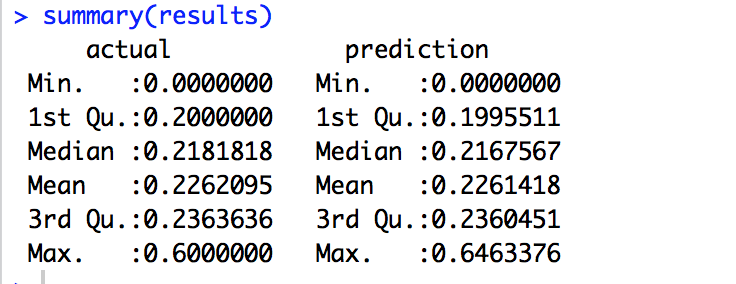 > summary(results)
actual prediction
Min. :0.0000000 Min. :0.0000000
1st Qu.:0.2000000 1st Qu.:0.1995511
Median :0.2181818 Median :0.2167567
Mean :0.2262095 Mean :0.2261418
3rd Qu.:0.2363636 3rd Qu.:0.2360451
Max. :0.6000000 Max. :0.6463376